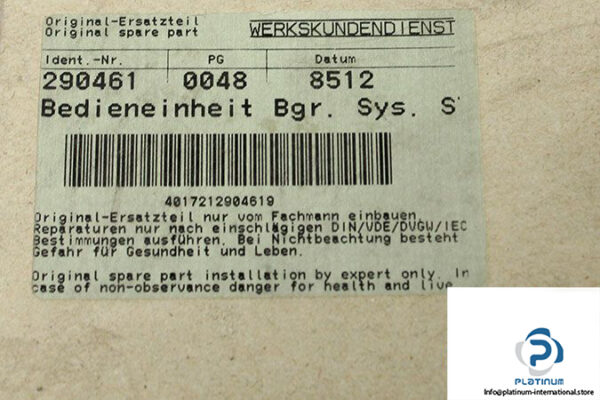 Original-Ersatzteil
Original spare part
WERKSKUNDENDIENST
Ident.-Nr. PG Datum
290461 0048 8512
Bedieneinheit Bgr. Sys. S
4017212904619
Original-Ersatzteil nur vom Fachmann einbauen.
Reparaturen nur nach einschlägigen DIN/VDE/DVGW/IEC
Bestimmungen ausführen. Bei Nichtbeachtung besteht
Gefahr für Gesundheit und Leben.
Original spare part installation by expert only. In
case of non-observance danger for health and live
PLATINUM
Info@platinum-international.store